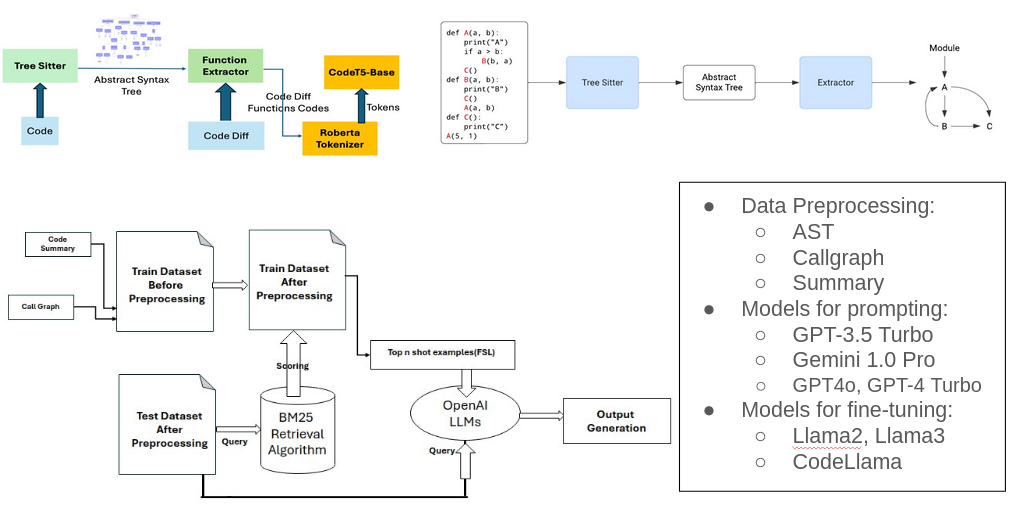 Tree Sitter
Abstract Syntax
Tree
Code
Function
Extractor
Code Diff
Code Diff
Functions Codes
CodeT5-Base
Tokens
Roberta
Tokenizer
def A(a, b):
    print("A")
    if a > b:
        B(b, a)
    C()
def B(a, b):
    print("B")
    C()
    A(a, b)
def C():
    print("C")
A(5, 1)
Tree Sitter
Abstract
Syntax Tree
Extractor
Module
A
B
C
Code
Summary
Call Graph
Train Dataset
Before
Preprocessing
Train Dataset
After
Preprocessing
Scoring
Top n shot examples(FSL)
Test Dataset
After
Preprocessing
Query
BM25
Retrieval
Algorithm
OpenAI
LLMs
Query
Output
Generation
● Data Preprocessing:
○ AST
○ Callgraph
○ Summary
● Models for prompting:
○ GPT-3.5 Turbo
○ Gemini 1.0 Pro
○ GPT4o, GPT-4 Turbo
● Models for fine-tuning:
○ Llama2, Llama3
○ CodeLlama